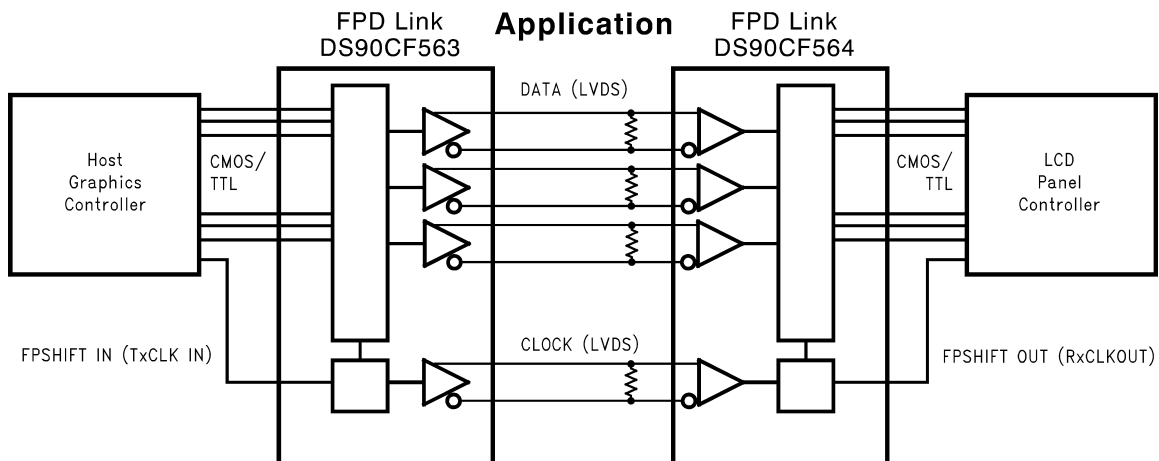 Application
FPD Link
DS90CF563
FPD Link
DS90CF564
DATA (LVDS)
Host
Graphics
Controller
CMOS/
TTL
CMOS/
TTL
LCD
Panel
Controller
FPSHIFT IN (TxCLK IN)
CLOCK (LVDS)
FPSHIFT OUT (RxCLKOUT)